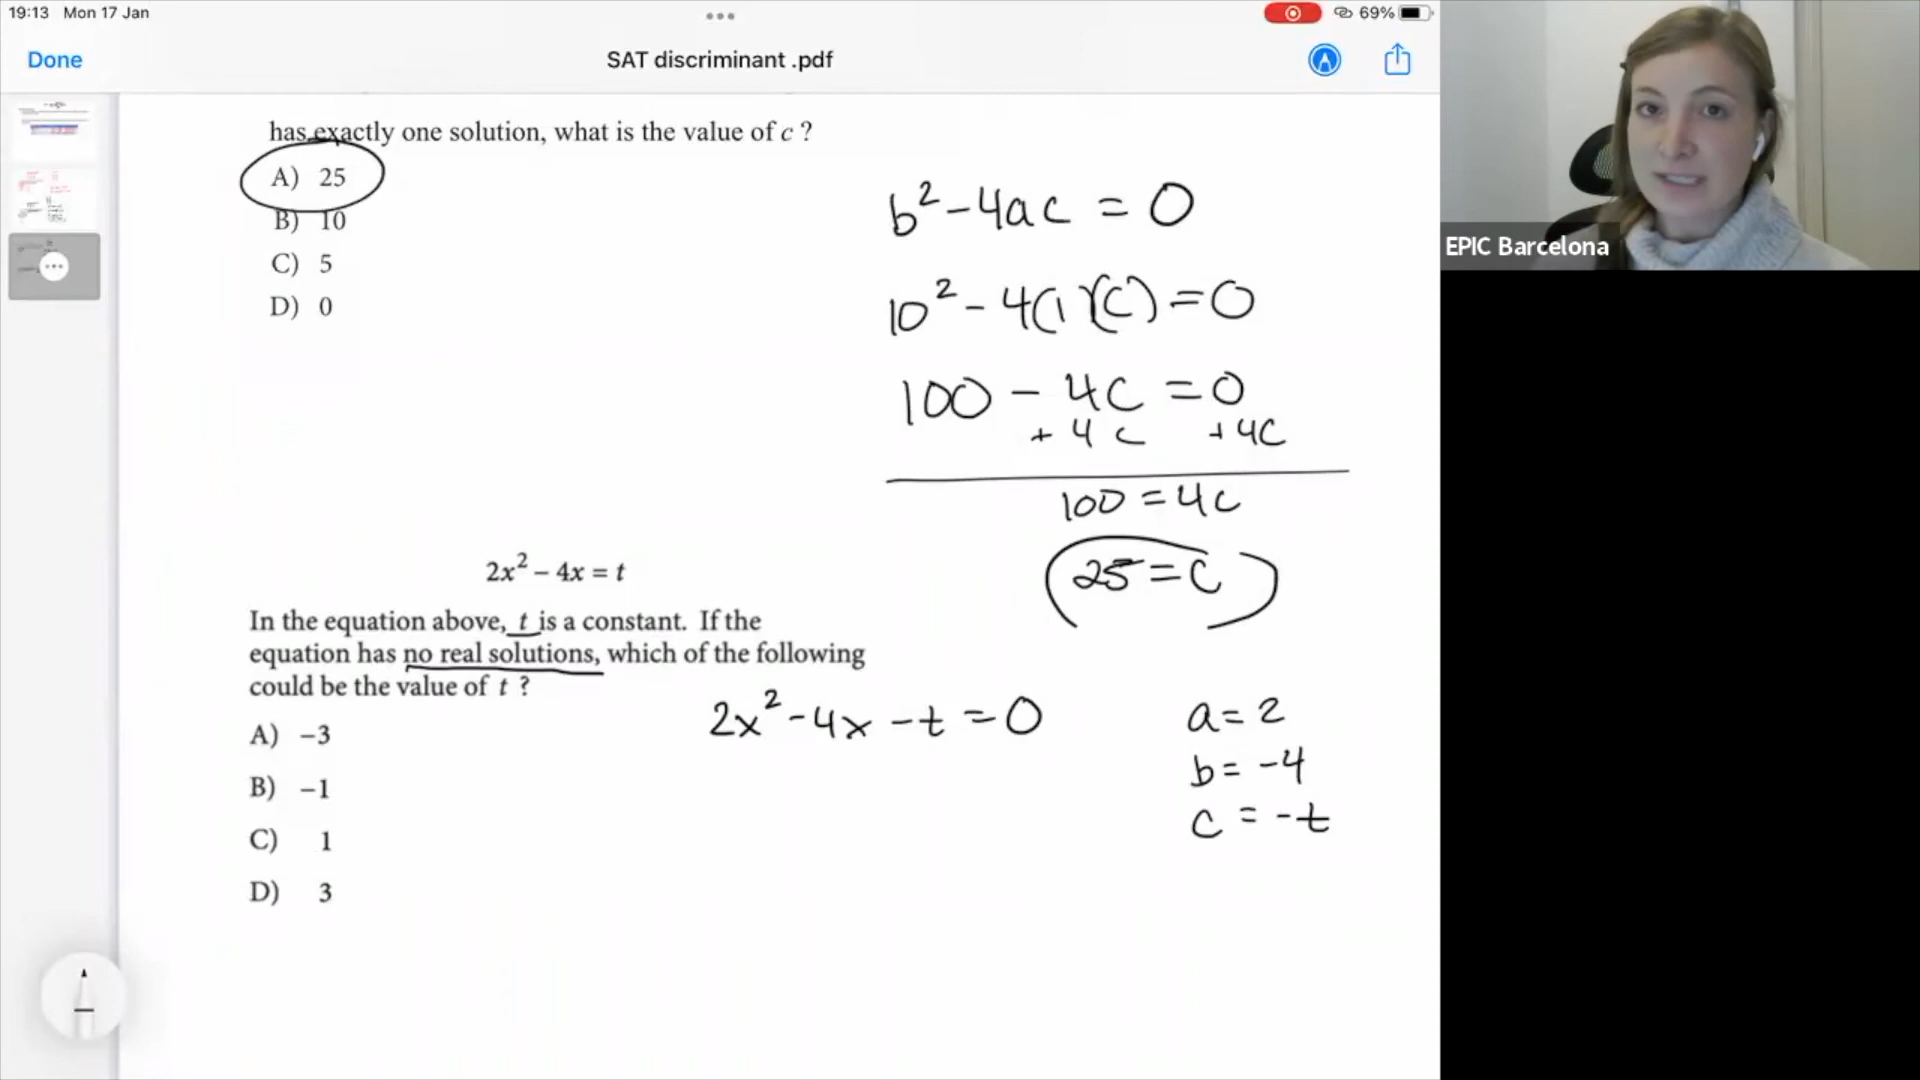 19:13 Mon 17 Jan
69%
Done
SAT discriminant .pdf
EPIC Barcelona
has exactly one solution, what is the value of c ?
A) 25
B) 10
C) 5
D) 0
b² - 4ac = 0
10² - 4(1)(c) = 0
100 - 4c = 0
+ 4c +4c
100 = 4c
25 = c
2x² – 4x = t
In the equation above, t is a constant. If the
equation has no real solutions, which of the following
could be the value of t ?
A) –3
B) –1
C) 1
D) 3
2x² - 4x - t = 0
a = 2
b = -4
c = -t